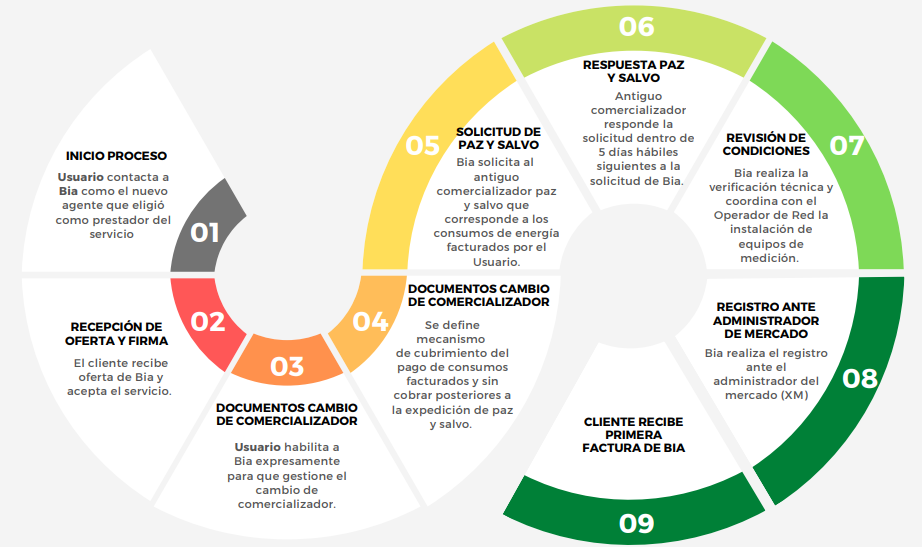 01
INICIO PROCESO
Usuario contacta a
Bia como el nuevo
agente que eligió
como prestador del
servicio
02
RECEPCIÓN DE
OFERTA Y FIRMA
El cliente recibe
oferta de Bia y
acepta el servicio.
03
DOCUMENTOS CAMBIO
DE COMERCIALIZADOR
Usuario habilita a
Bia expresamente
para que gestione el
cambio de
comercializador.
04
DOCUMENTOS CAMBIO
DE COMERCIALIZADOR
Se define
mecanismo
de cubrimiento del
pago de consumos
facturados y sin
cobrar posteriores a
la expedición de paz
y salvo.
05
SOLICITUD DE
PAZ Y SALVO
Bia solicita al
antiguo
comercializador paz
y salvo que
corresponde a los
consumos de energía
facturados por el
Usuario.
06
RESPUESTA PAZ
Y SALVO
Antiguo
comercializador
responde la
solicitud dentro de
5 días hábiles
siguientes a la
solicitud de Bia.
07
REVISIÓN DE
CONDICIONES
Bia realiza la
verificación técnica y
coordina con el
Operador de Red la
instalación de
equipos de
medición.
08
REGISTRO ANTE
ADMINISTRADOR
DE MERCADO
Bia realiza el registro
ante el
administrador del
mercado (XM)
09
CLIENTE RECIBE
PRIMERA
FACTURA DE BIA